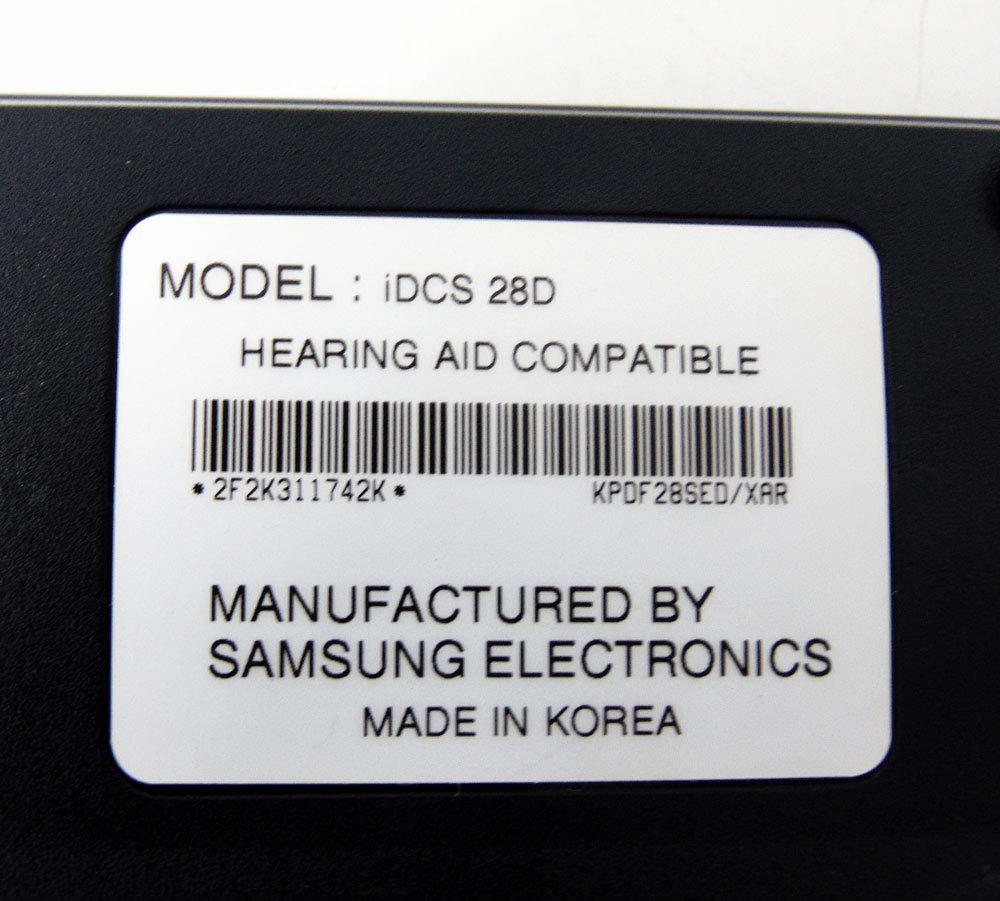 MODEL : iDCS 28D
HEARING AID COMPATIBLE
*2F2K311742K* KPDF28SED/XAR
MANUFACTURED BY
SAMSUNG ELECTRONICS
MADE IN KOREA